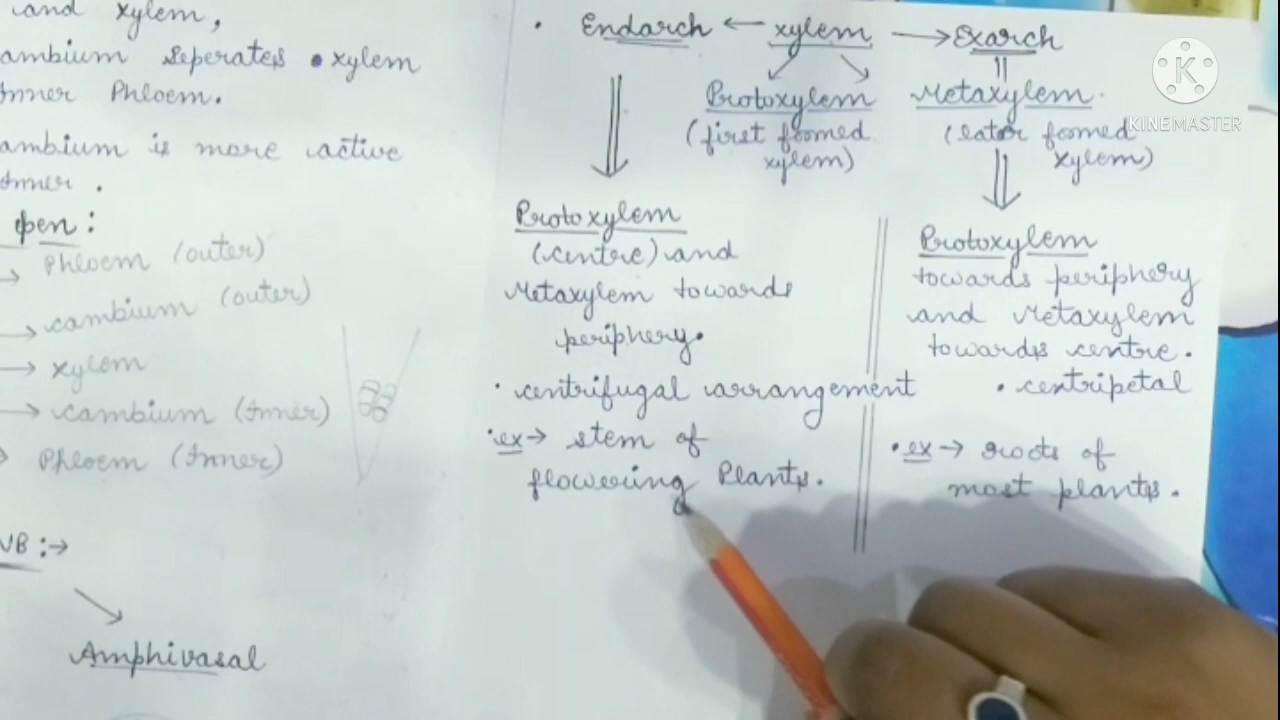 and xylem,
ambium seperates • xylem
Inner Phloem.
ambium is more active
Inner .
pen :
→ Phloem (outer)
→ cambium (outer)
→ xylem
→ cambium (Inner)
Phloem (Inner)
VB :→
Amphivasal
• Endarch ← xylem → Exarch
Protoxylem Metaxylem.
(first formed (lator formed
xylem) xylem)
Protoxylem
(centre) and
Metaxylem towards
periphery.
• centrifugal arrangement
• ex → stem of
flowering Plants.
Protoxylem
towards periphery
and Metaxylem
towards centre.
• centripetal
• ex → roots of
most plants.
K
KINEMASTER